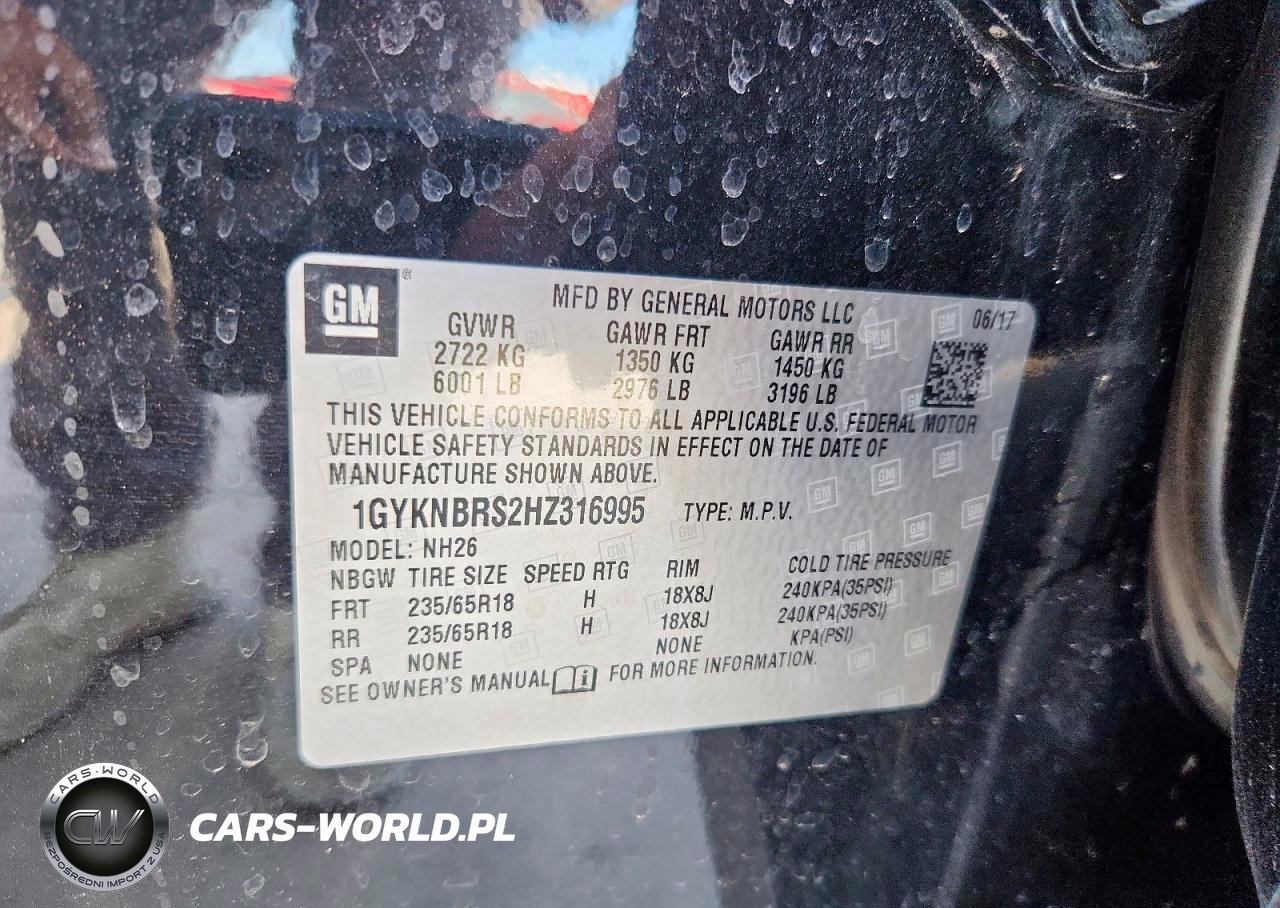 GM
MFD BY GENERAL MOTORS LLC
06/17
GVWR GAWR FRT GAWR RR
2722 KG 1350 KG 1450 KG
6001 LB 2976 LB 3196 LB
THIS VEHICLE CONFORMS TO ALL APPLICABLE U.S. FEDERAL MOTOR
VEHICLE SAFETY STANDARDS IN EFFECT ON THE DATE OF
MANUFACTURE SHOWN ABOVE.
1GYKNBRS2HZ316995 TYPE: M.P.V.
MODEL: NH26
NBGW TIRE SIZE SPEED RTG RIM COLD TIRE PRESSURE
FRT 235/65R18 H 18X8J 240KPA(35PSI)
RR 235/65R18 H 18X8J 240KPA(35PSI)
SPA NONE NONE KPA(PSI)
SEE OWNER'S MANUAL FOR MORE INFORMATION.
CARS-WORLD
CW
BEZPOŚREDNI IMPORT Z USA
CARS-WORLD.PL